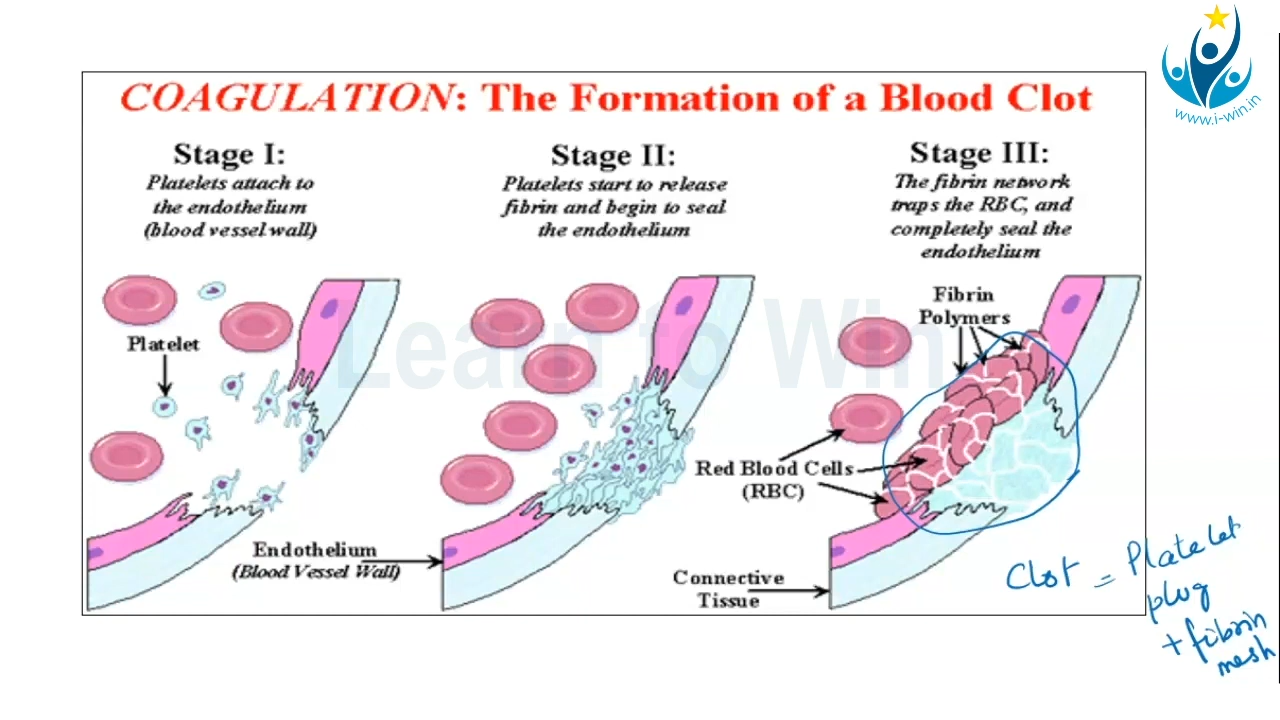 www.i-win.in
COAGULATION: The Formation of a Blood Clot
Stage I:
Platelets attach to
the endothelium
(blood vessel wall)
Stage II:
Platelets start to release
fibrin and begin to seal
the endothelium
Stage III:
The fibrin network
traps the RBC, and
completely seal the
endothelium
Platelet
Fibrin
Polymers
Learn to Win
Red Blood Cells
(RBC)
Endothelium
(Blood Vessel Wall)
Connective
Tissue
Clot = Platelet
plug
+ fibrin
mesh